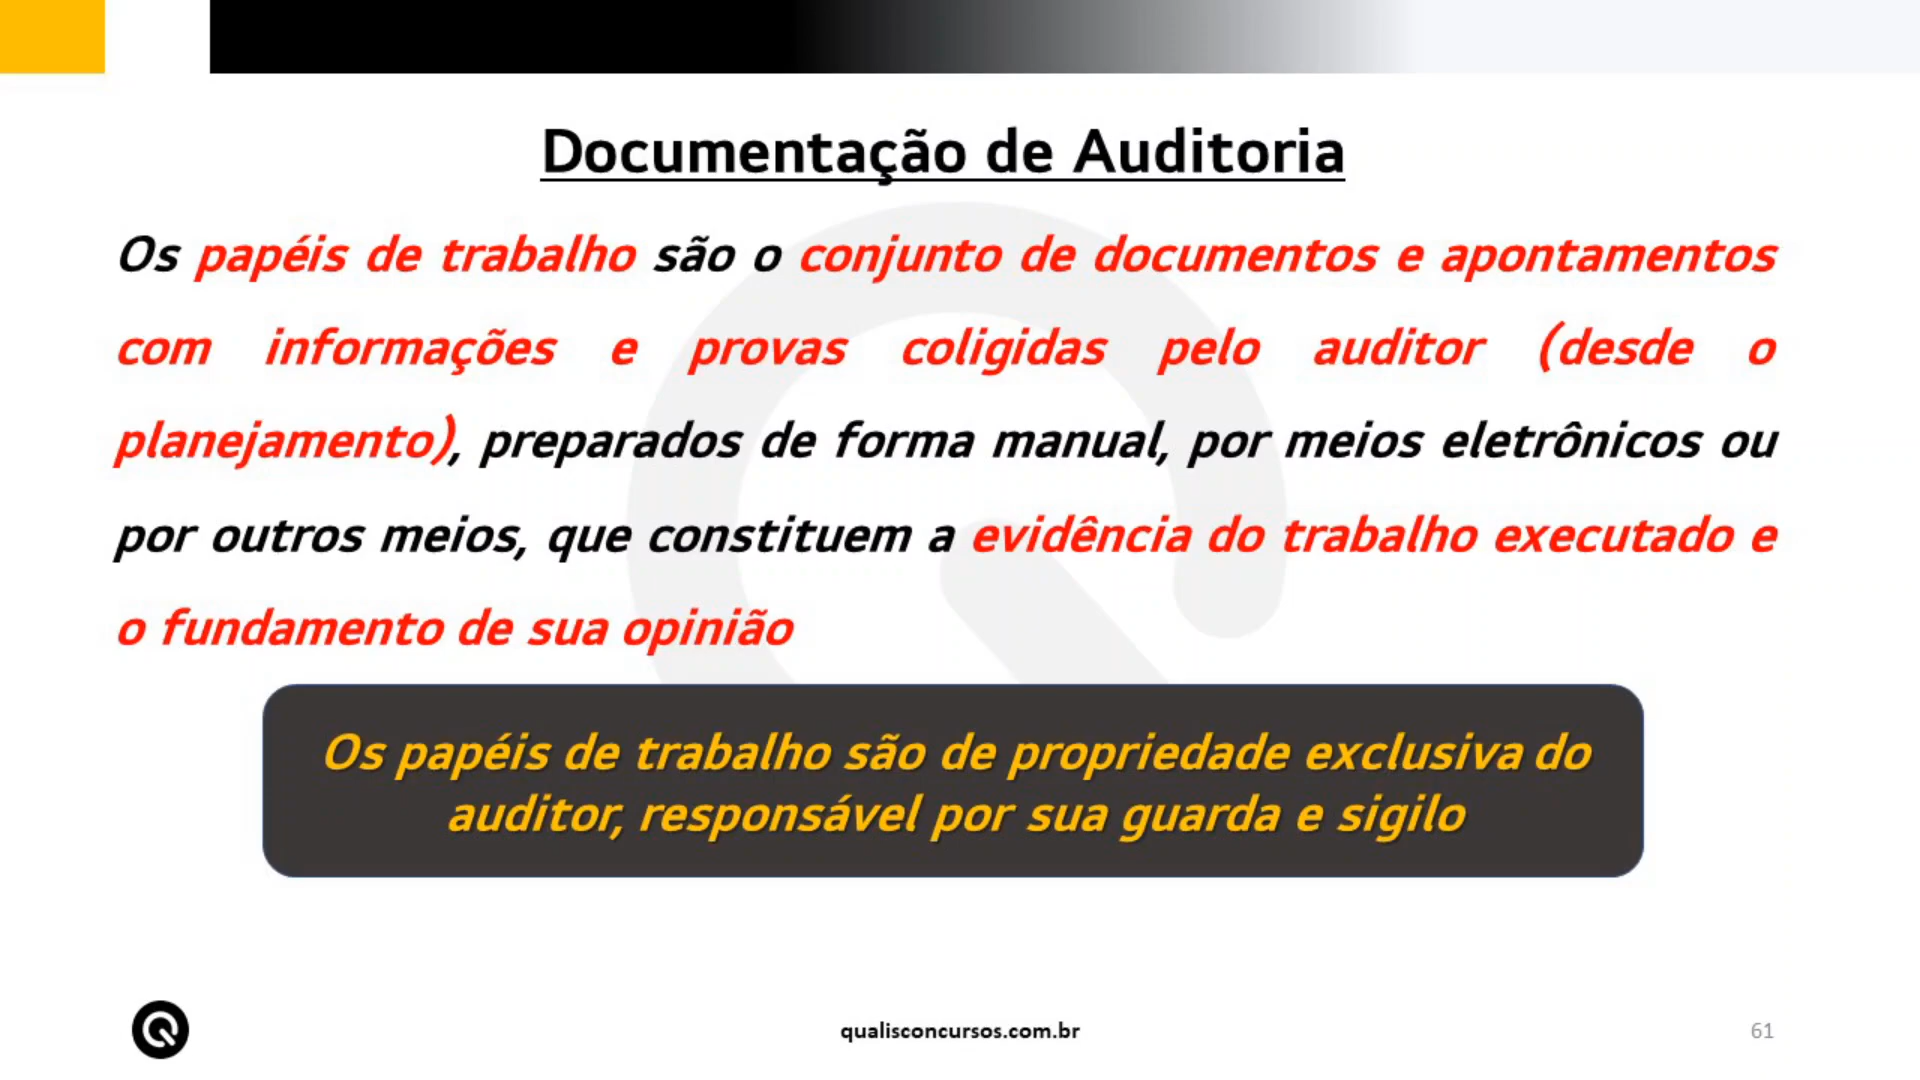 Documentação de Auditoria
Os papéis de trabalho são o conjunto de documentos e apontamentos
com informações e provas coligidas pelo auditor (desde o
planejamento), preparados de forma manual, por meios eletrônicos ou
por outros meios, que constituem a evidência do trabalho executado e
o fundamento de sua opinião
Os papéis de trabalho são de propriedade exclusiva do
auditor, responsável por sua guarda e sigilo
qualisconcursos.com.br
61